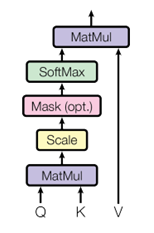 MatMul
SoftMax
Mask (opt.)
Scale
MatMul
Q K V